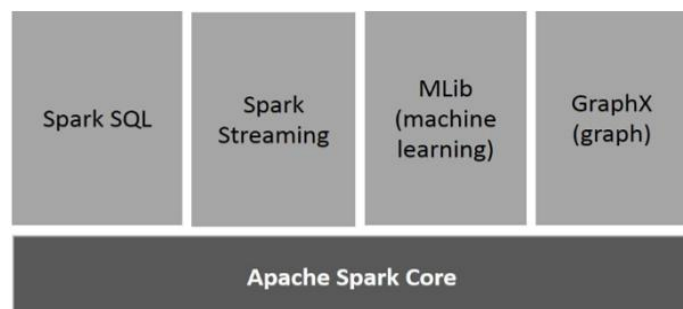 Spark SQL
Spark
Streaming
MLib
(machine
learning)
GraphX
(graph)
Apache Spark Core